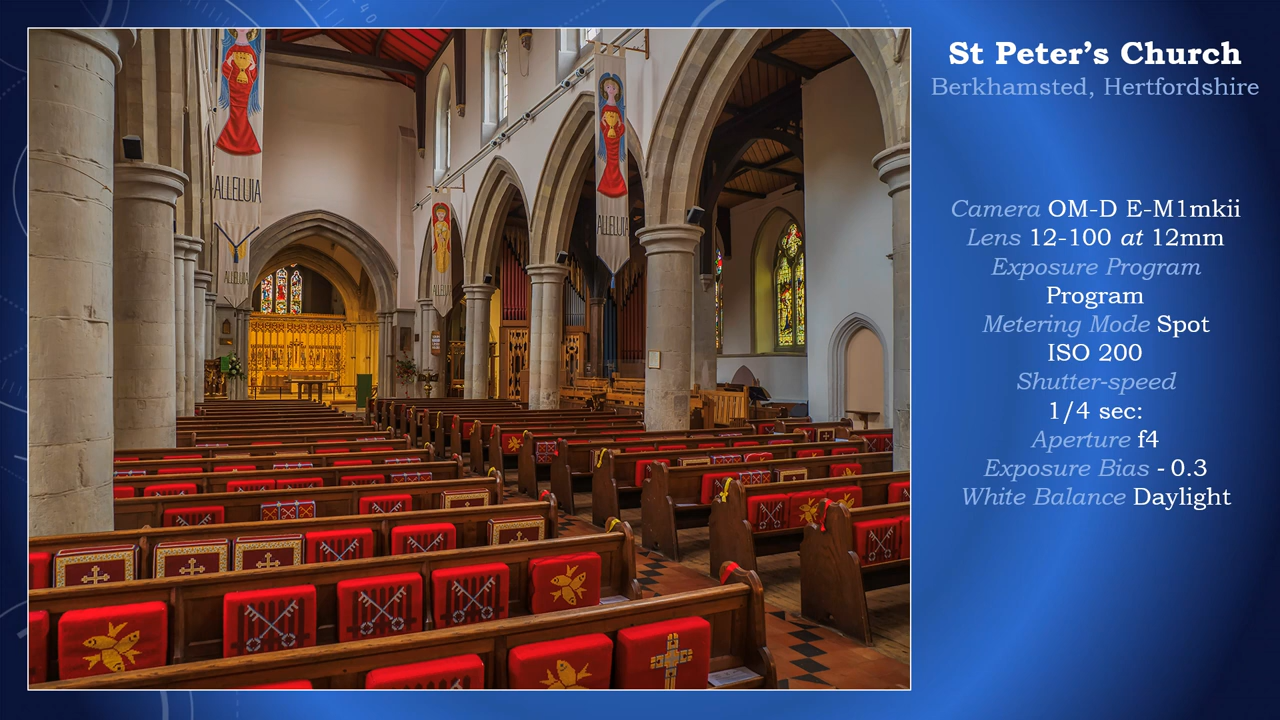 St Peter's Church
Berkhamsted, Hertfordshire
Camera OM-D E-M1mkii
Lens 12-100 at 12mm
Exposure Program
Program
Metering Mode Spot
ISO 200
Shutter-speed
1/4 sec:
Aperture f4
Exposure Bias - 0.3
White Balance Daylight
ALLELUIA
ALLELUIA
ALLELUIA
ALLELUIA
40